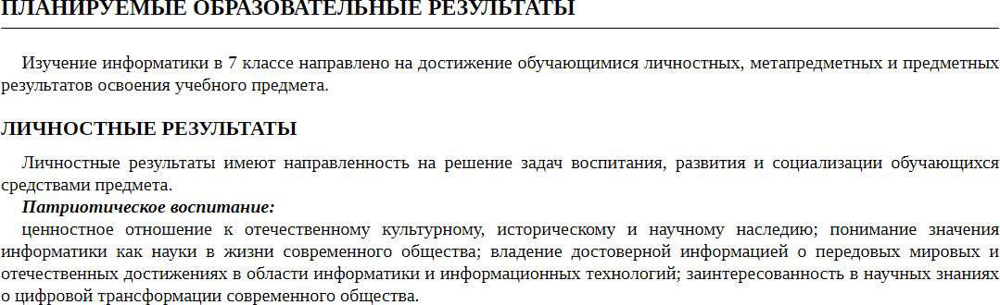 ПЛАНИРУЕМЫЕ ОБРАЗОВАТЕЛЬНЫЕ РЕЗУЛЬТАТЫ
Изучение информатики в 7 классе направлено на достижение обучающимися личностных, метапредметных и предметных
результатов освоения учебного предмета.
ЛИЧНОСТНЫЕ РЕЗУЛЬТАТЫ
Личностные результаты имеют направленность на решение задач воспитания, развития и социализации обучающихся
средствами предмета.
Патриотическое воспитание:
ценностное отношение к отечественному культурному, историческому и научному наследию; понимание значения
информатики как науки в жизни современного общества; владение достоверной информацией о передовых мировых и
отечественных достижениях в области информатики и информационных технологий; заинтересованность в научных знаниях
о цифровой трансформации современного общества.